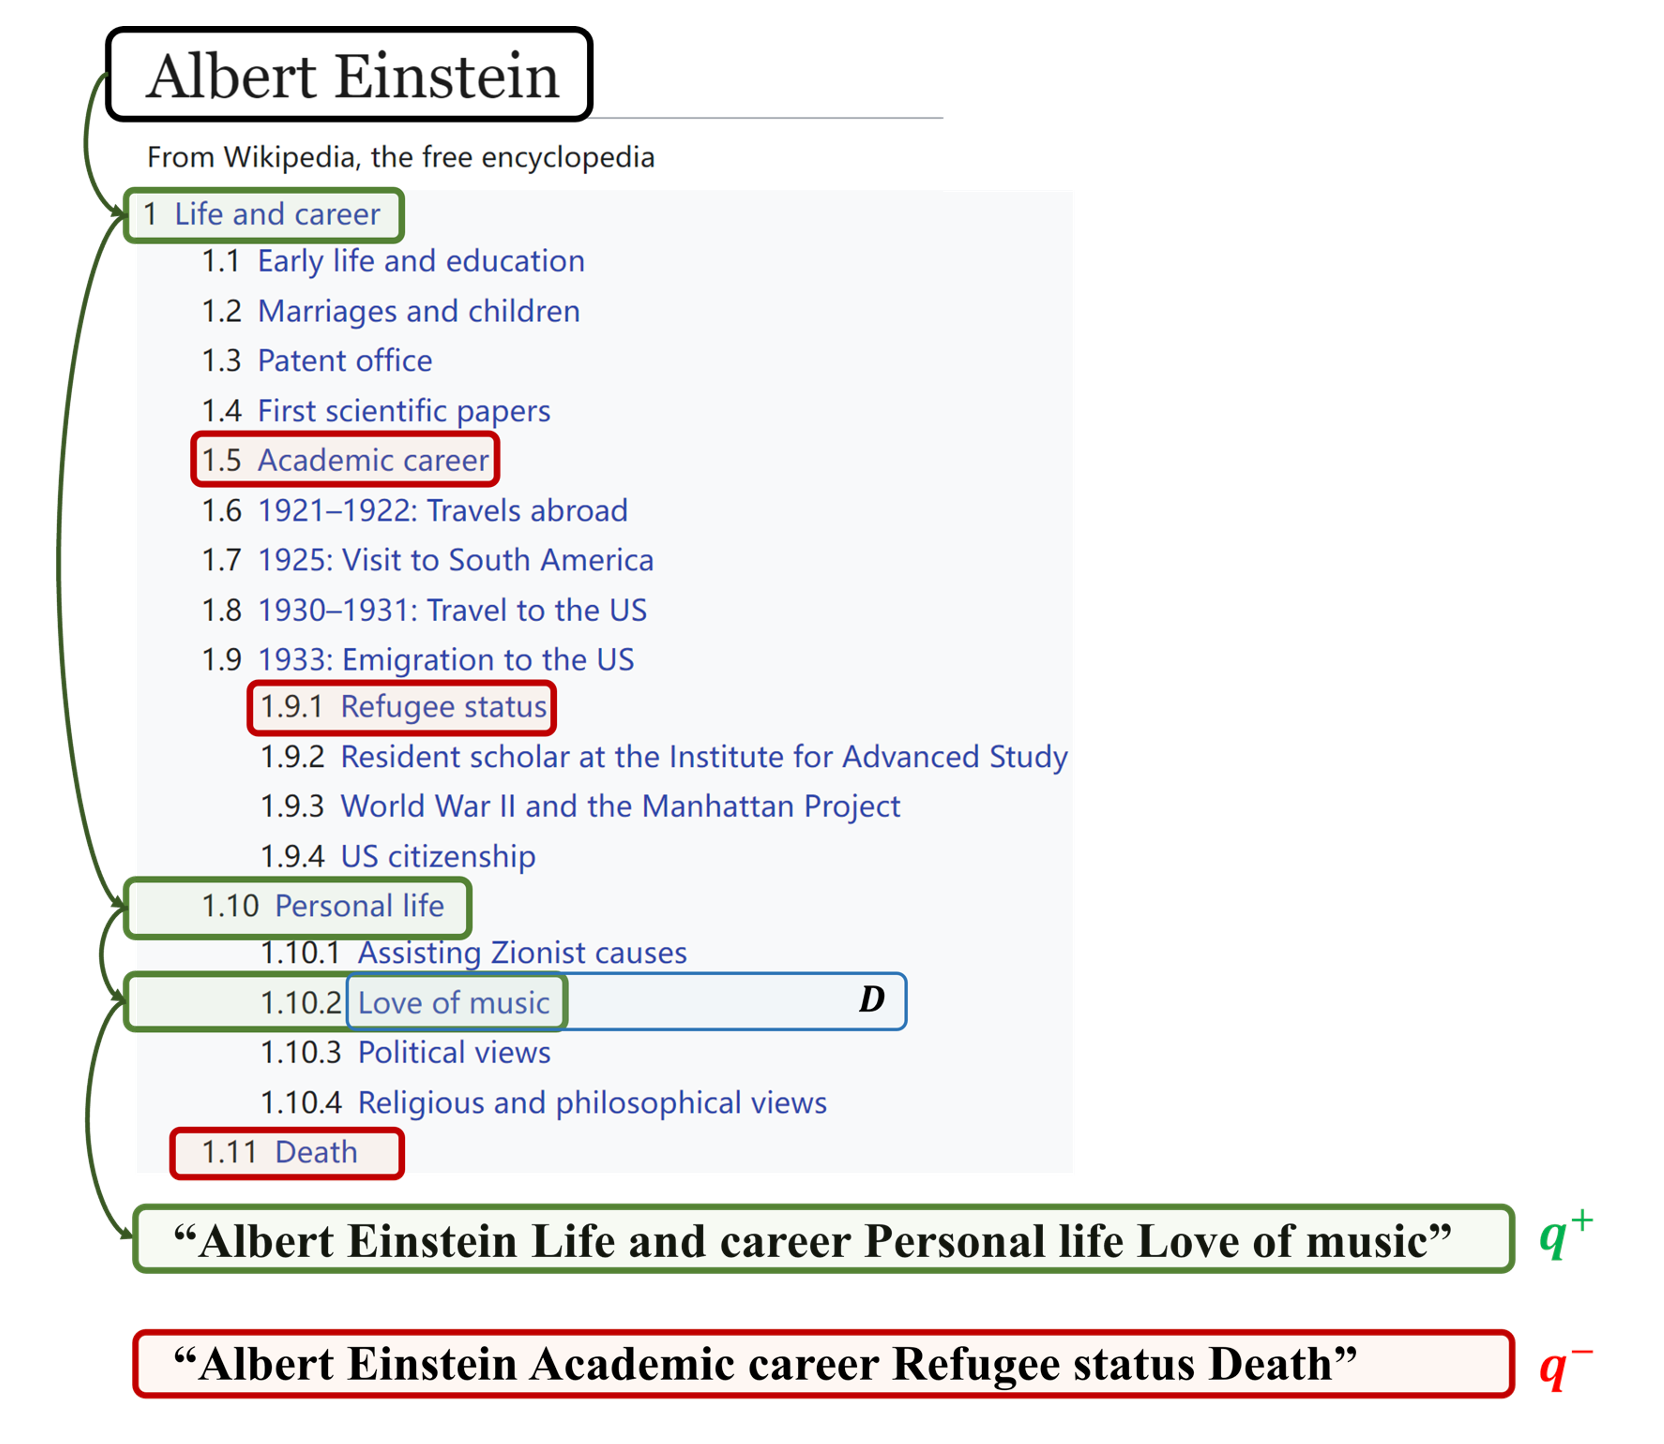 Albert Einstein
From Wikipedia, the free encyclopedia
1 Life and career
1.1 Early life and education
1.2 Marriages and children
1.3 Patent office
1.4 First scientific papers
1.5 Academic career
1.6 1921–1922: Travels abroad
1.7 1925: Visit to South America
1.8 1930–1931: Travel to the US
1.9 1933: Emigration to the US
1.9.1 Refugee status
1.9.2 Resident scholar at the Institute for Advanced Study
1.9.3 World War II and the Manhattan Project
1.9.4 US citizenship
1.10 Personal life
1.10.1 Assisting Zionist causes
1.10.2 Love of music D
1.10.3 Political views
1.10.4 Religious and philosophical views
1.11 Death
“Albert Einstein Life and career Personal life Love of music” q⁺
“Albert Einstein Academic career Refugee status Death” q⁻